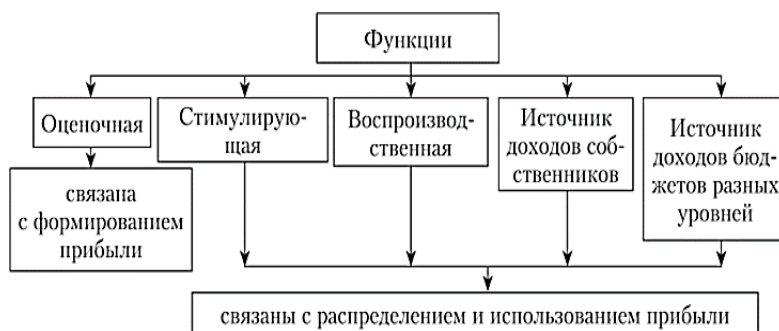 Функции
Оценочная
Стимулирую-
щая
Воспроизвод-
ственная
Источник
доходов соб-
ственников
Источник
доходов бюд-
жетов разных
уровней
связана
с формированием
прибыли
связаны с распределением и использованием прибыли